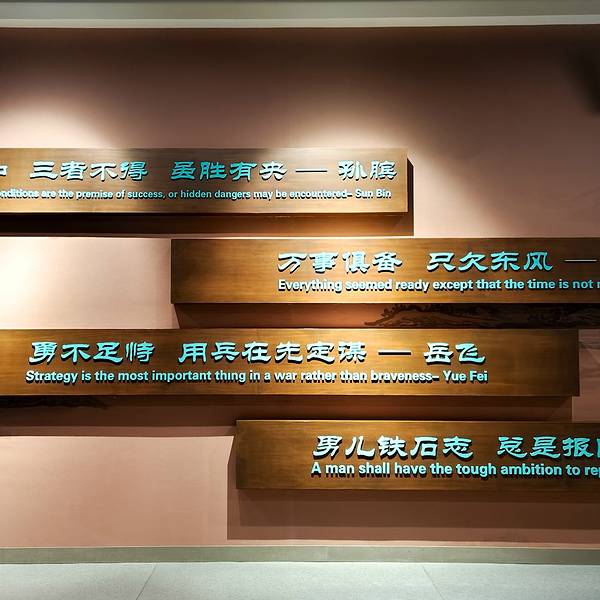 三者不得 虽胜有央 — 孙膑
conditions are the premise of success, or hidden dangers may be encountered– Sun Bin
万事俱备 只欠东风 —
Everything seemed ready except that the time is not
勇不足恃 用兵在先定谋 — 岳飞
Strategy is the most important thing in a war rather than braveness– Yue Fei
男儿铁石志 总是报
A man shall have the tough ambition to